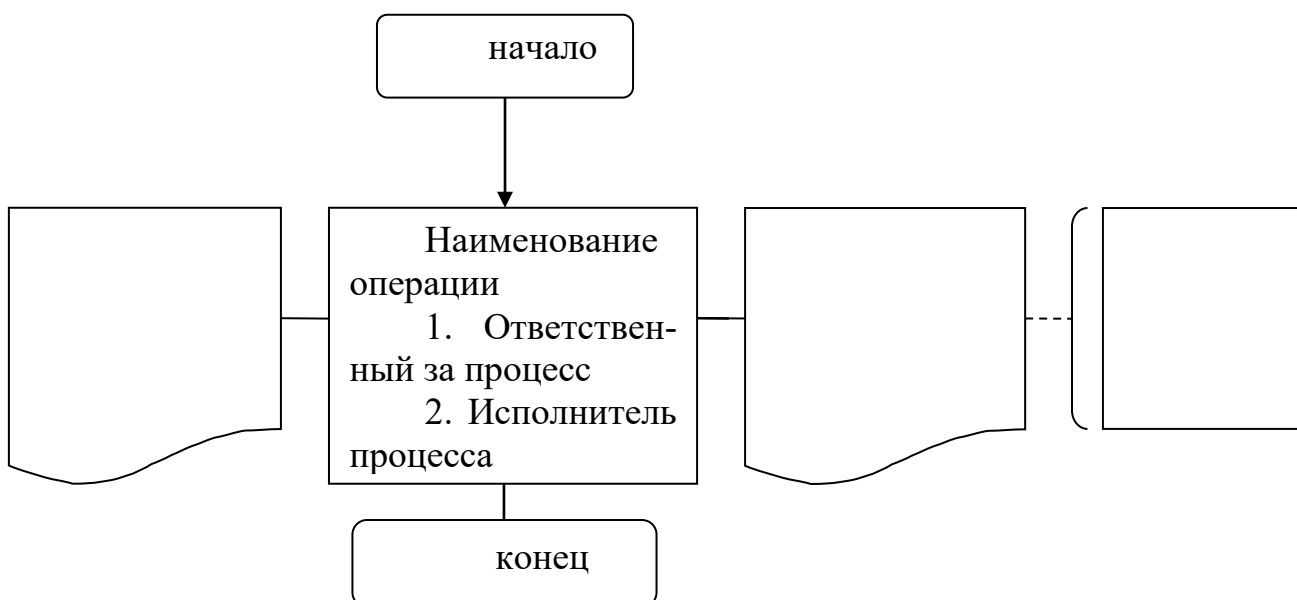 начало
Наименование
операции
1. Ответствен-
ный за процесс
2. Исполнитель
процесса
конец